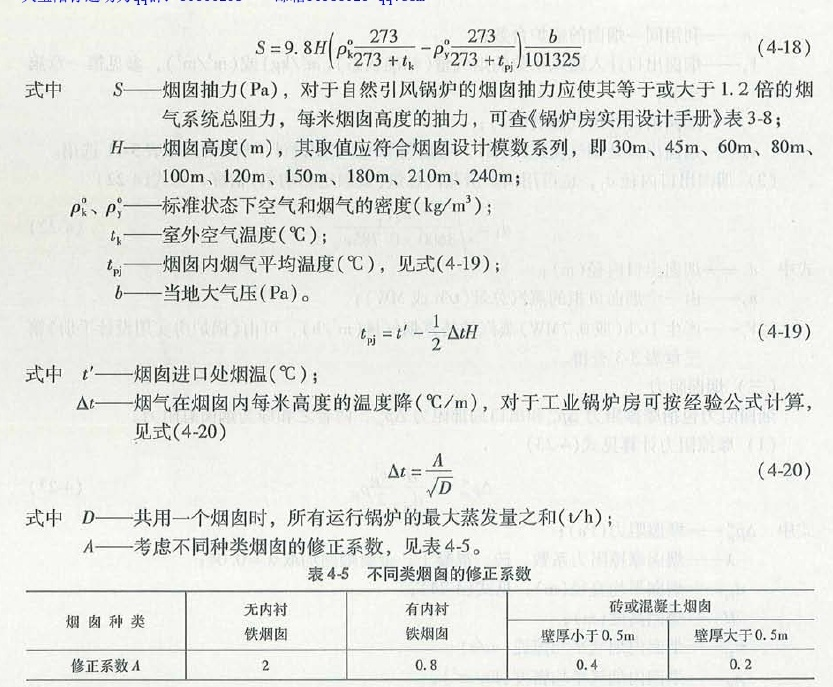 S=9.8H(ρ°ₖ 273/(273+tₖ) -ρ°ᵧ 273/(273+t_pj)) b/101325 (4-18)
式中 S——烟囱抽力(Pa)，对于自然引风锅炉的烟囱抽力应使其等于或大于1.2倍的烟
气系统总阻力，每米烟囱高度的抽力，可查《锅炉房实用设计手册》表3-8；
H——烟囱高度(m)，其取值应符合烟囱设计模数系列，即30m、45m、60m、80m、
100m、120m、150m、180m、210m、240m；
ρ°ₖ、ρ°ᵧ——标准状态下空气和烟气的密度(kg/m³)；
tₖ——室外空气温度(℃)；
t_pj——烟囱内烟气平均温度(℃)，见式(4-19)；
b——当地大气压(Pa)。
t_pj=t′-1/2ΔtH (4-19)
式中 t′——烟囱进口处烟温(℃)；
Δt——烟气在烟囱内每米高度的温度降(℃/m)，对于工业锅炉房可按经验公式计算，
见式(4-20)
Δt=A/√D (4-20)
式中 D——共用一个烟囱时，所有运行锅炉的最大蒸发量之和(t/h)；
A——考虑不同种类烟囱的修正系数，见表4-5。
表4-5 不同类烟囱的修正系数
烟囱种类 无内衬铁烟囱 有内衬铁烟囱 砖或混凝土烟囱
壁厚小于0.5m 壁厚大于0.5m
修正系数A 2 0.8 0.4 0.2